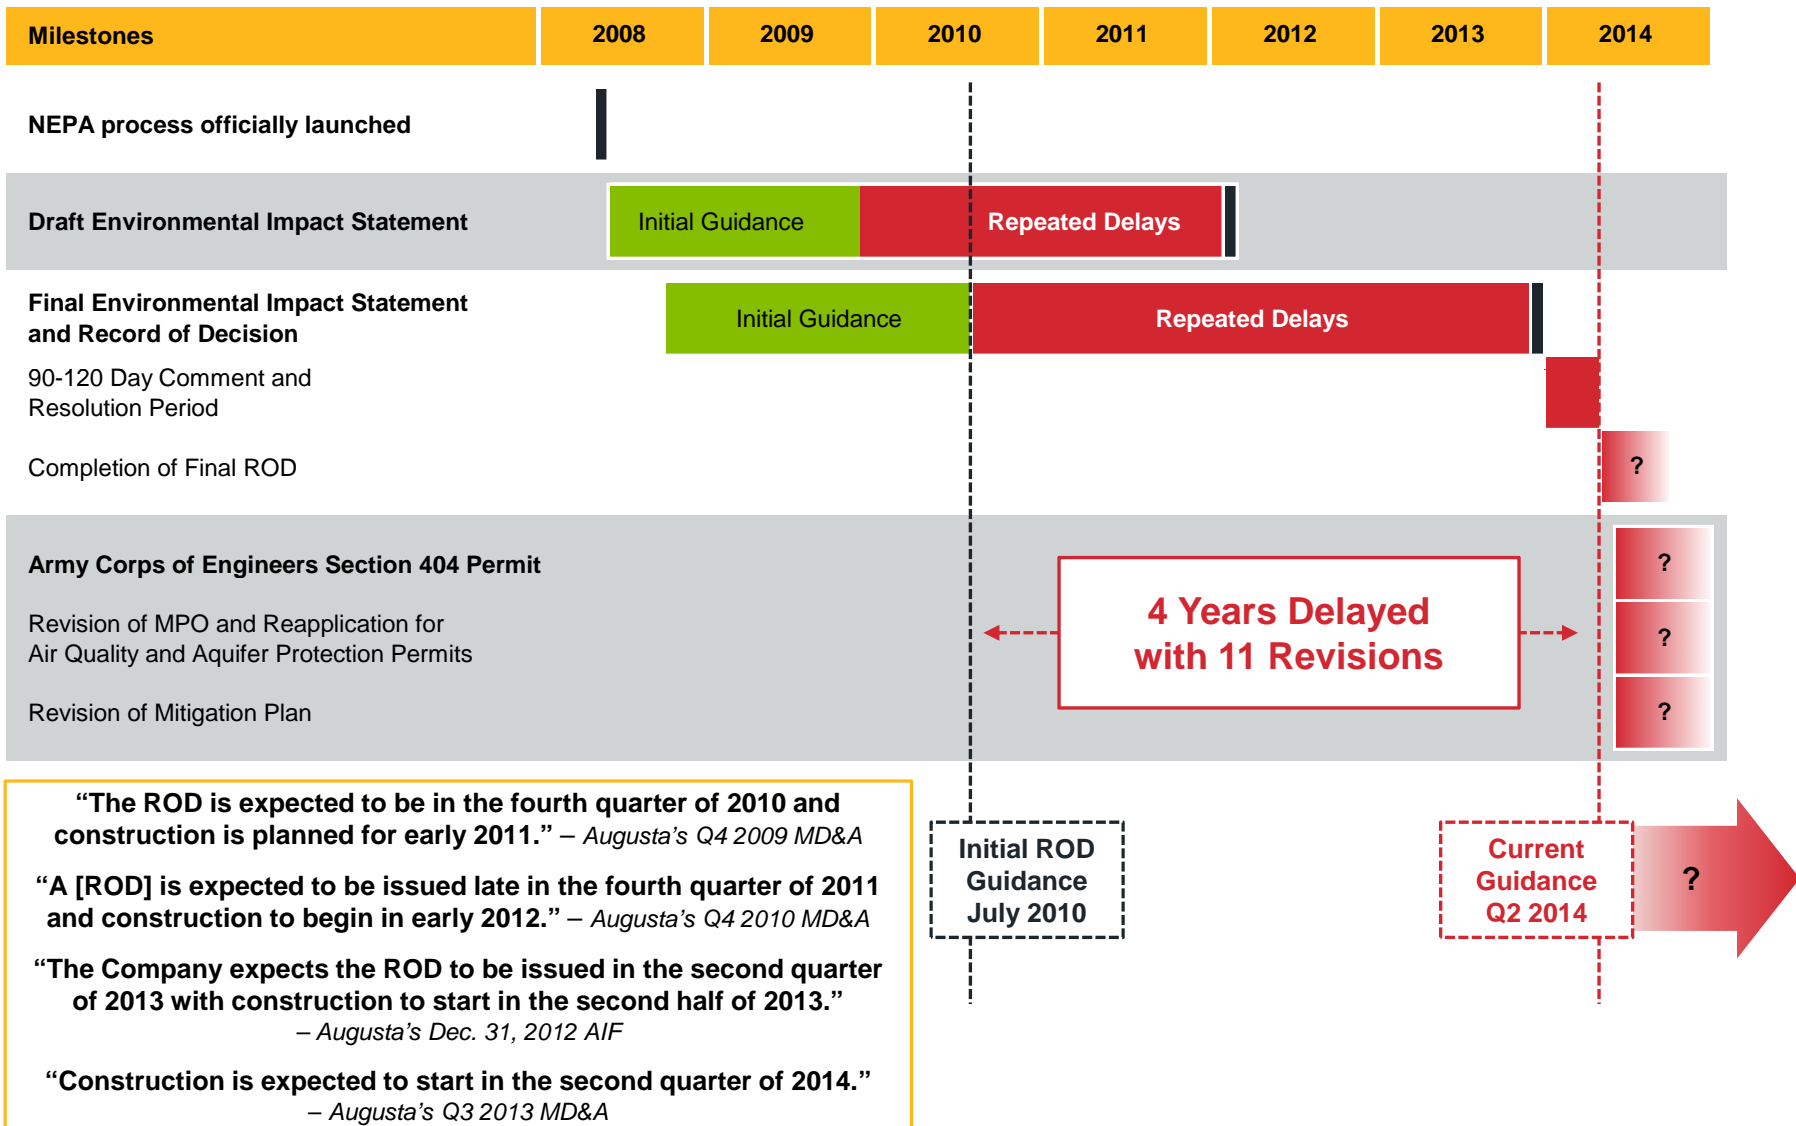 Milestones 2008 2009 2010 2011 2012 2013 2014
NEPA process officially launched
Draft Environmental Impact Statement
Initial Guidance
Repeated Delays
Final Environmental Impact Statement
and Record of Decision
Initial Guidance
Repeated Delays
90-120 Day Comment and
Resolution Period
Completion of Final ROD
?
Army Corps of Engineers Section 404 Permit
?
Revision of MPO and Reapplication for
Air Quality and Aquifer Protection Permits
?
Revision of Mitigation Plan
?
4 Years Delayed
with 11 Revisions
“The ROD is expected to be in the fourth quarter of 2010 and
construction is planned for early 2011.” – Augusta’s Q4 2009 MD&A
“A [ROD] is expected to be issued late in the fourth quarter of 2011
and construction to begin in early 2012.” – Augusta’s Q4 2010 MD&A
“The Company expects the ROD to be issued in the second quarter
of 2013 with construction to start in the second half of 2013.”
– Augusta’s Dec. 31, 2012 AIF
“Construction is expected to start in the second quarter of 2014.”
– Augusta’s Q3 2013 MD&A
Initial ROD
Guidance
July 2010
Current
Guidance
Q2 2014
?